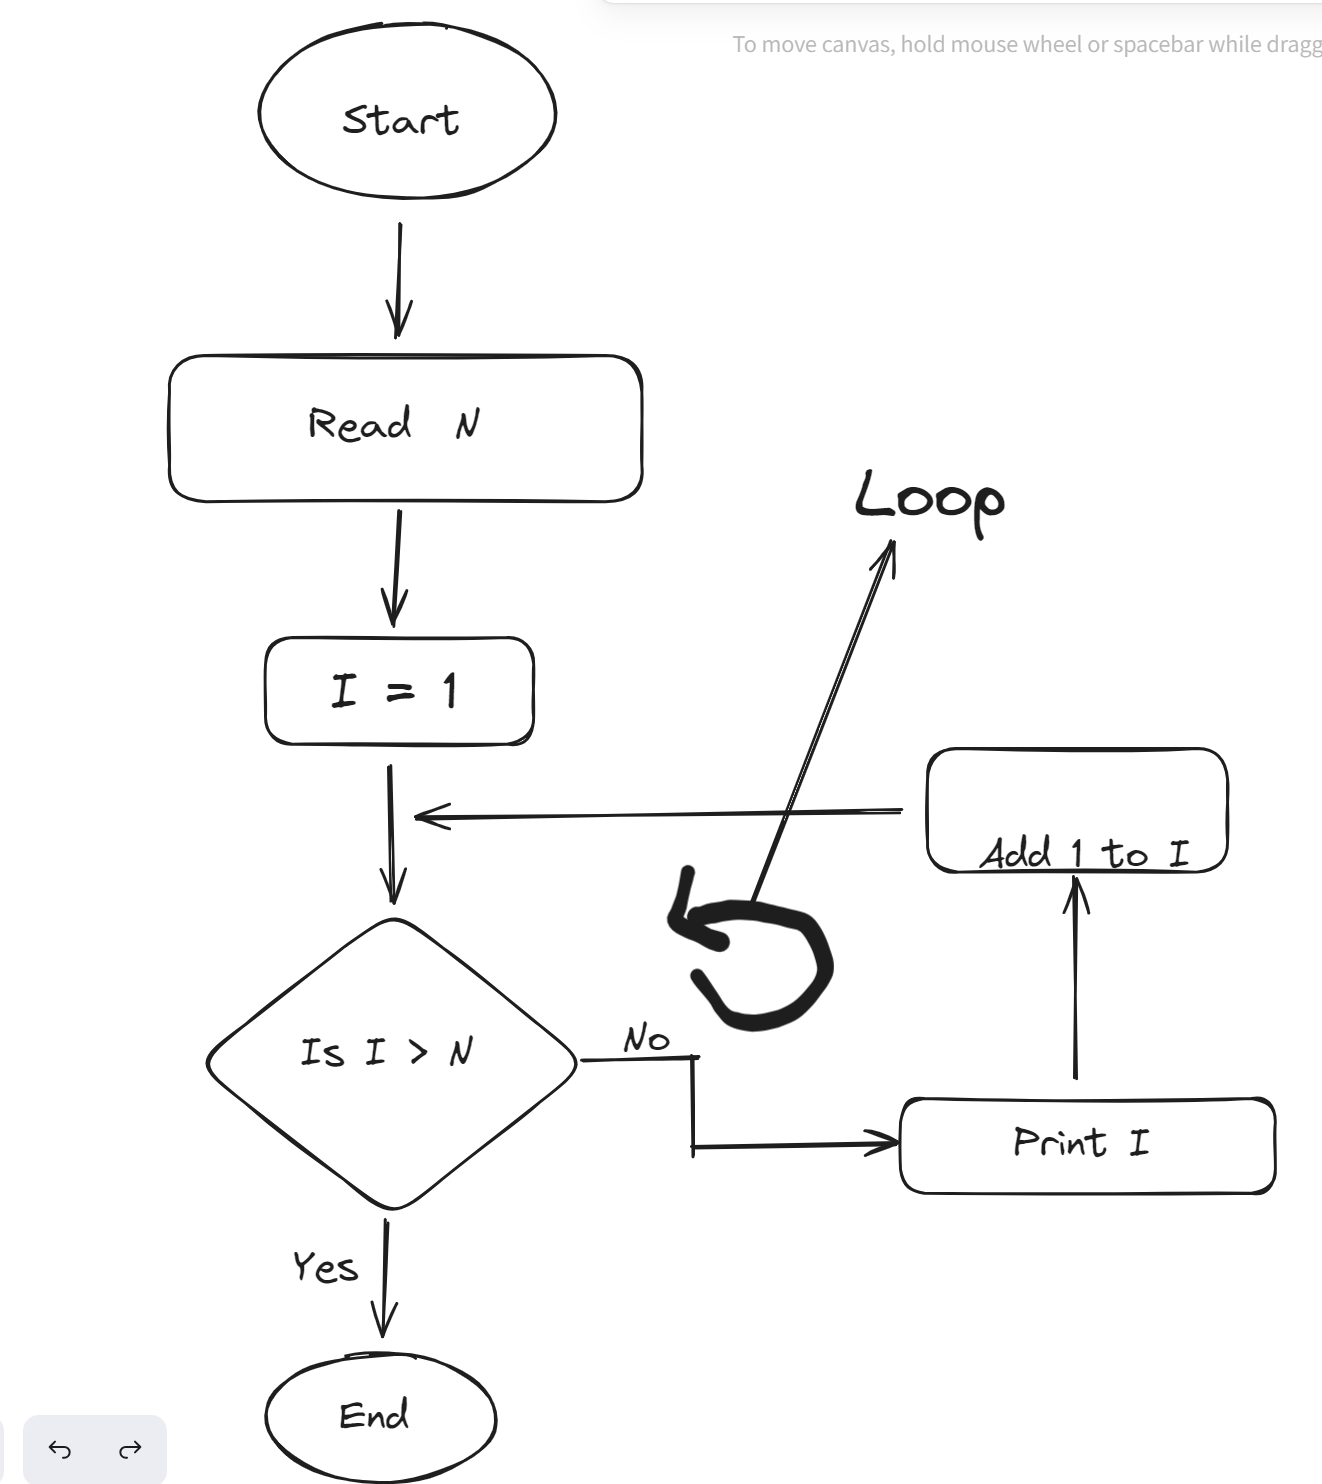 To move canvas, hold mouse wheel or spacebar while dragg
Start
Read N
Loop
I = 1
Add 1 to I
Is I > N
No
Print I
Yes
End